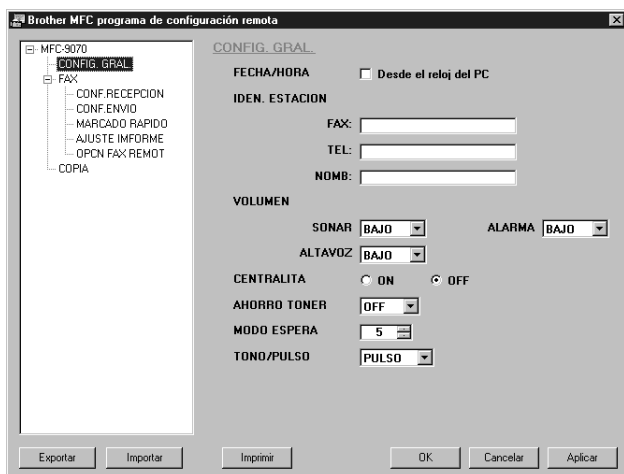 Brother MFC programa de configuración remota
MFC-9070
CONFIG. GRAL.
FAX
CONF.RECEPCION
CONF.ENVIO
MARCADO RAPIDO
AJUSTE IMFORME
OPCN FAX REMOT
COPIA
CONFIG. GRAL.
FECHA/HORA Desde el reloj del PC
IDEN. ESTACION
FAX:
TEL:
NOMB:
VOLUMEN
SONAR BAJO ALARMA BAJO
ALTAVOZ BAJO
CENTRALITA ON OFF
AHORRO TONER OFF
MODO ESPERA 5
TONO/PULSO PULSO
Exportar Importar Imprimir OK Cancelar Aplicar